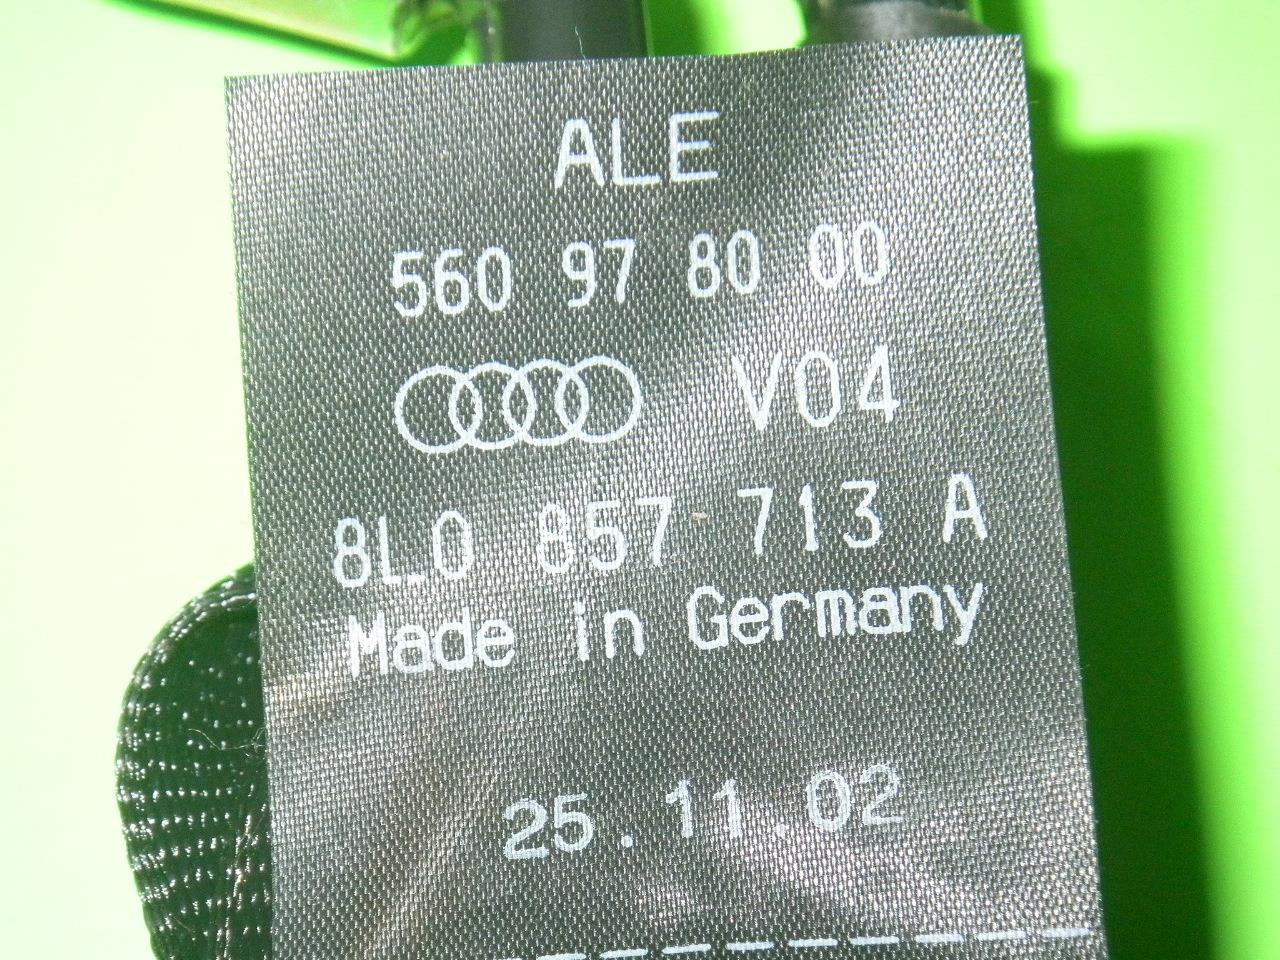 ALE
560 97 80 00
V04
8L0 857 713 A
Made in Germany
25.11.02